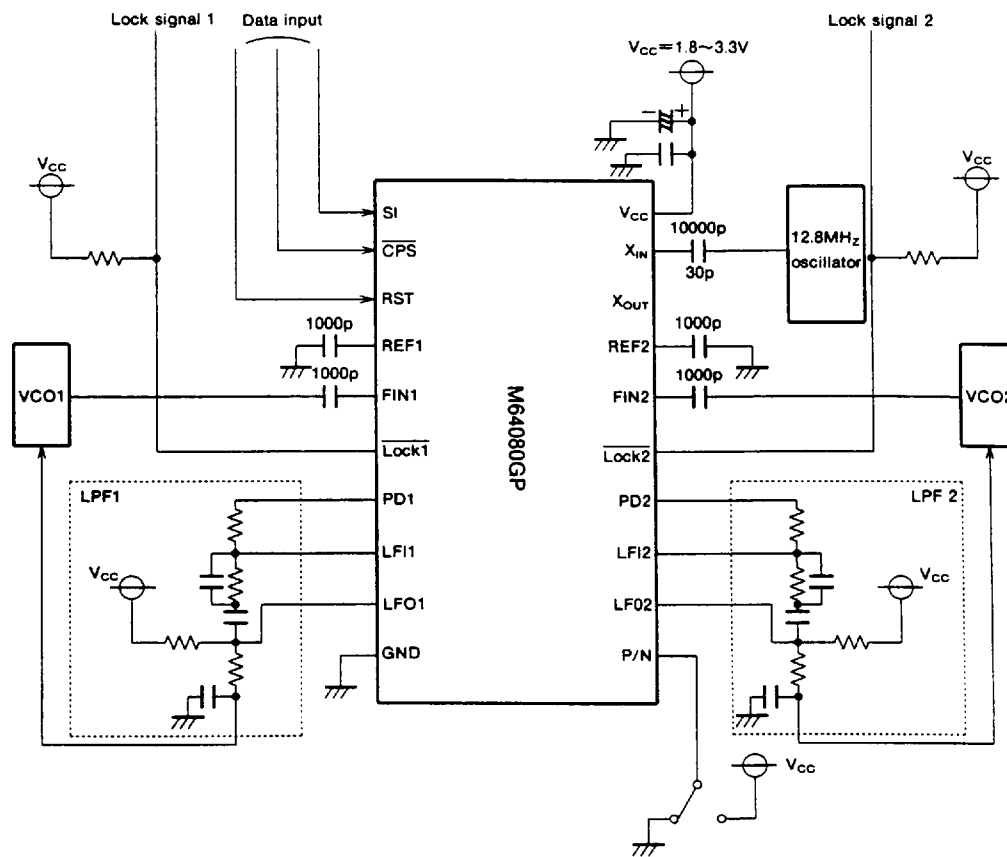 Lock signal 1
Data input
Lock signal 2
VCC=1.8~3.3V
− +
VCC
VCC
SI
VCC
10000p
30p
12.8MHz
oscillator
CPS
XIN
RST
XOUT
1000p
REF1
REF2
1000p
1000p
VCO1
FIN1
FIN2
1000p
VCO2
M64080GP
Lock1
Lock2
LPF1
PD1
PD2
LPF 2
LFI1
LFI2
VCC
VCC
LFO1
LF02
GND
P/N
VCC